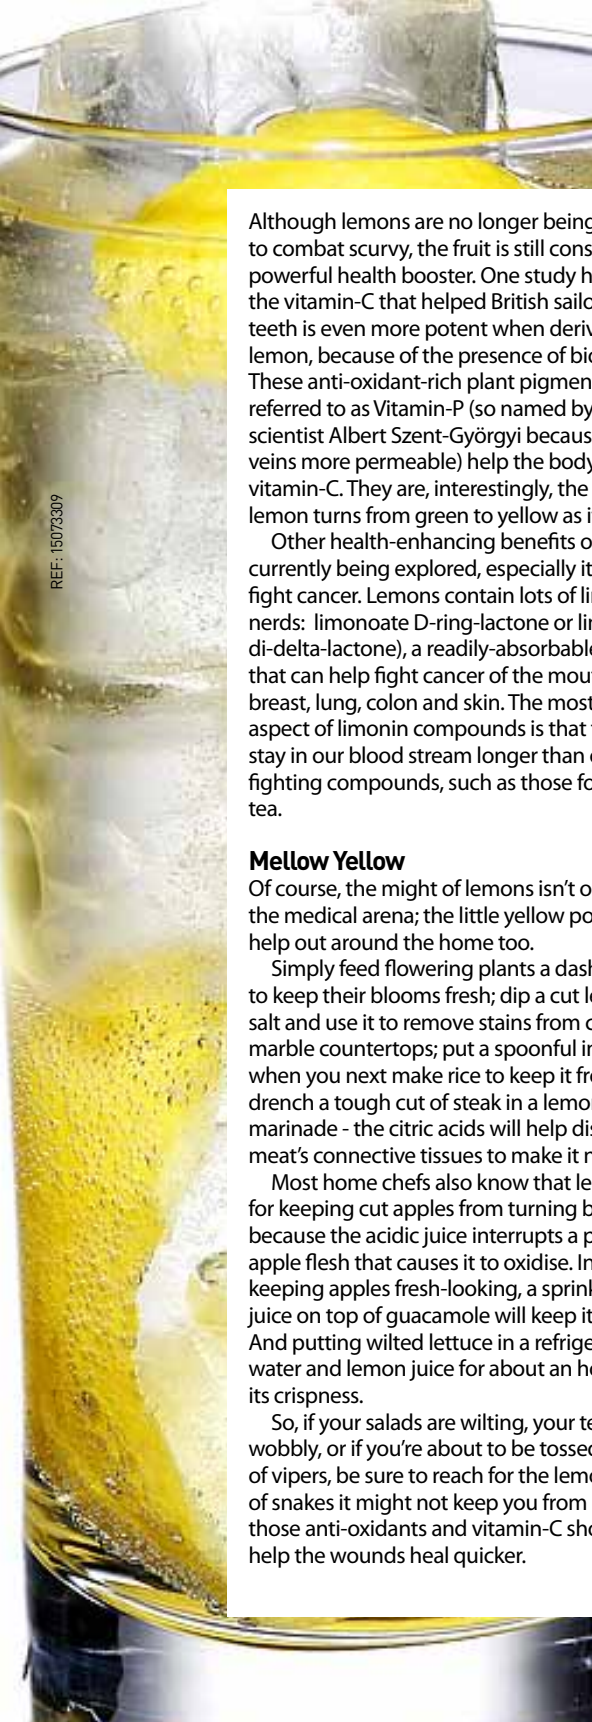 Although lemons are no longer being
to combat scurvy, the fruit is still cons
powerful health booster. One study h
the vitamin-C that helped British sailo
teeth is even more potent when deriv
lemon, because of the presence of bio
These anti-oxidant-rich plant pigmen
referred to as Vitamin-P (so named by
scientist Albert Szent-Györgyi becaus
veins more permeable) help the body
vitamin-C. They are, interestingly, the
lemon turns from green to yellow as i
Other health-enhancing benefits o
currently being explored, especially it
fight cancer. Lemons contain lots of li
nerds: limonoate D-ring-lactone or li
di-delta-lactone), a readily-absorbable
that can help fight cancer of the mou
breast, lung, colon and skin. The most
aspect of limonin compounds is that t
stay in our blood stream longer than
fighting compounds, such as those fo
tea.
Mellow Yellow
Of course, the might of lemons isn’t o
the medical arena; the little yellow po
help out around the home too.
Simply feed flowering plants a dash
to keep their blooms fresh; dip a cut le
salt and use it to remove stains from c
marble countertops; put a spoonful in
when you next make rice to keep it fr
drench a tough cut of steak in a lemo
marinade - the citric acids will help dis
meat’s connective tissues to make it
Most home chefs also know that le
for keeping cut apples from turning b
because the acidic juice interrupts a p
apple flesh that causes it to oxidise. In
keeping apples fresh-looking, a sprin
juice on top of guacamole will keep it
And putting wilted lettuce in a refrige
water and lemon juice for about an ho
its crispness.
So, if your salads are wilting, your te
wobbly, or if you’re about to be tossed
of vipers, be sure to reach for the lemo
of snakes it might not keep you from
those anti-oxidants and vitamin-C sho
help the wounds heal quicker.
REF: 15073309